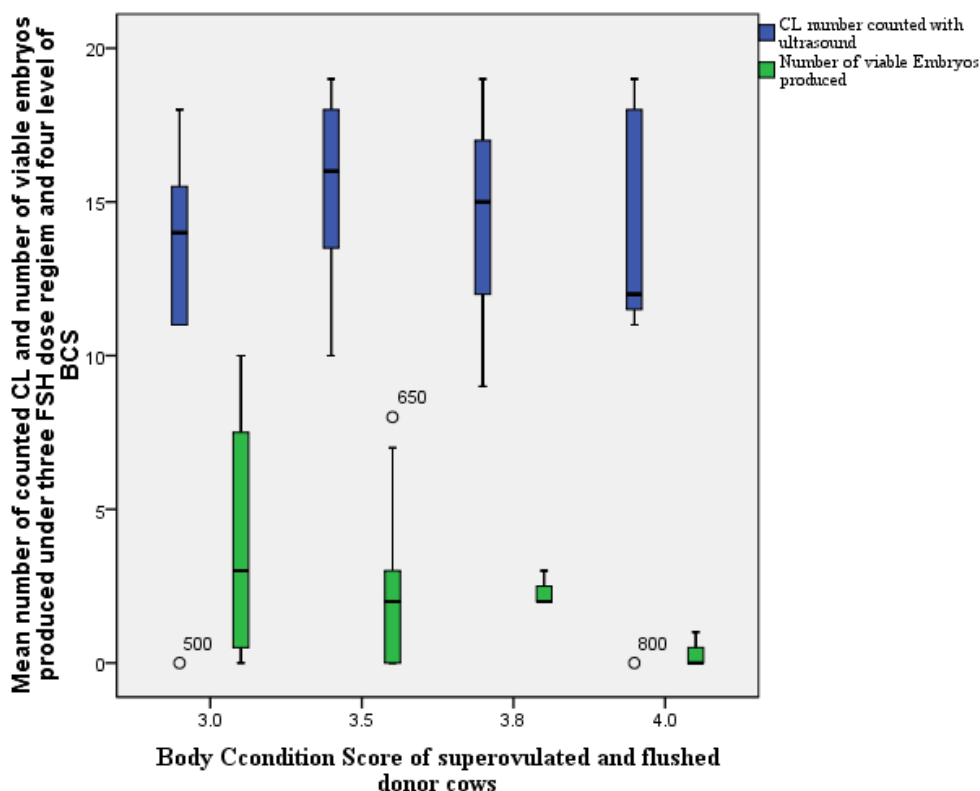 Mean number of counted CL and number of viable embryos
produced under three FSH dose regiem and four level of
BCS
20
15
10
5
0
500
650
800
3.0
3.5
3.8
4.0
Body Ccondition Score of superovulated and flushed
donor cows
CL number counted with
ultrasound
Number of viable Embryos
produced